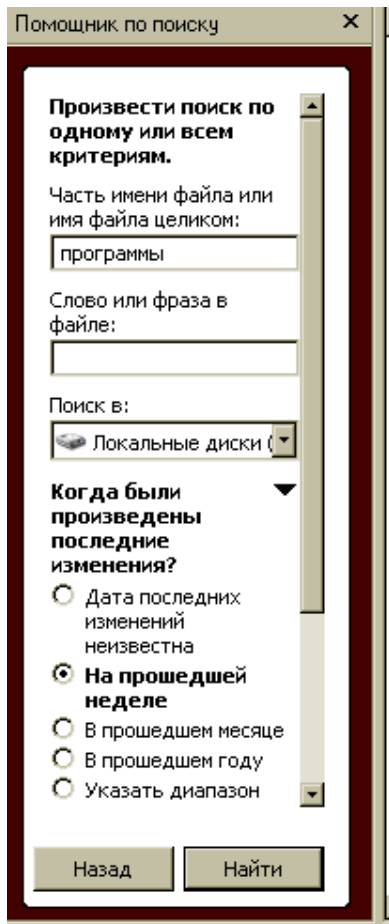 Помощник по поиску
Произвести поиск по
одному или всем
критериям.
Часть имени файла или
имя файла целиком:
программы
Слово или фраза в
файле:
Поиск в:
Локальные диски (
Когда были
произведены
последние
изменения?
Дата последних
изменений
неизвестна
На прошедшей
неделе
В прошедшем месяце
В прошедшем году
Указать диапазон
Назад
Найти